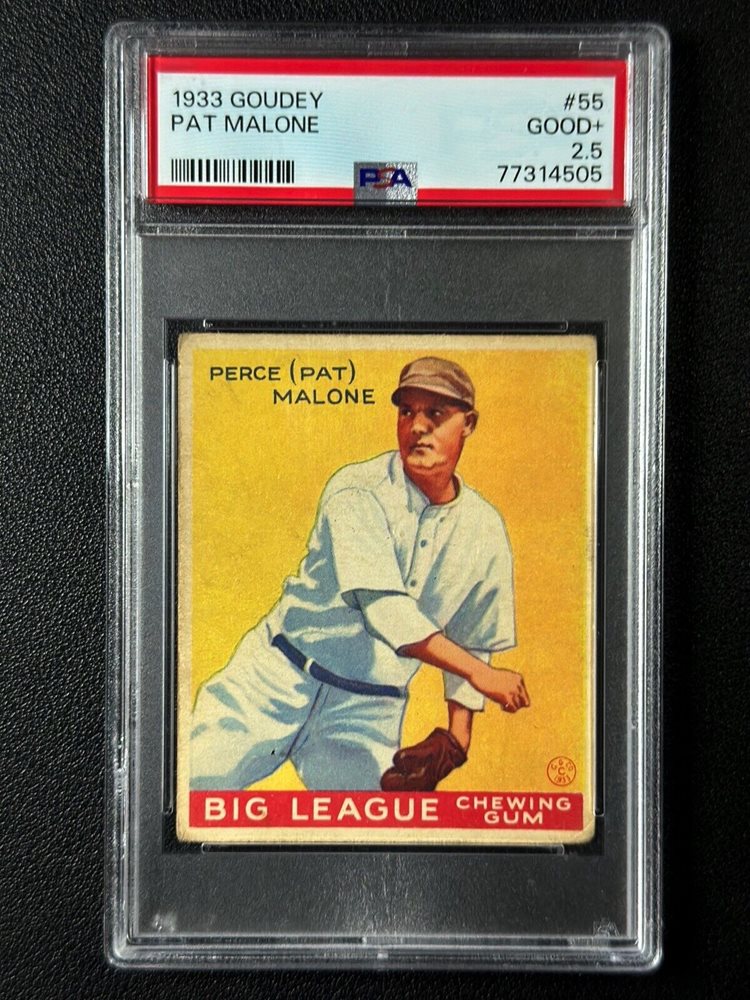 1933 GOUDEY #55
PAT MALONE GOOD+
2.5
77314505
PSA
PERCE (PAT)
MALONE
BIG LEAGUE CHEWING
GUM